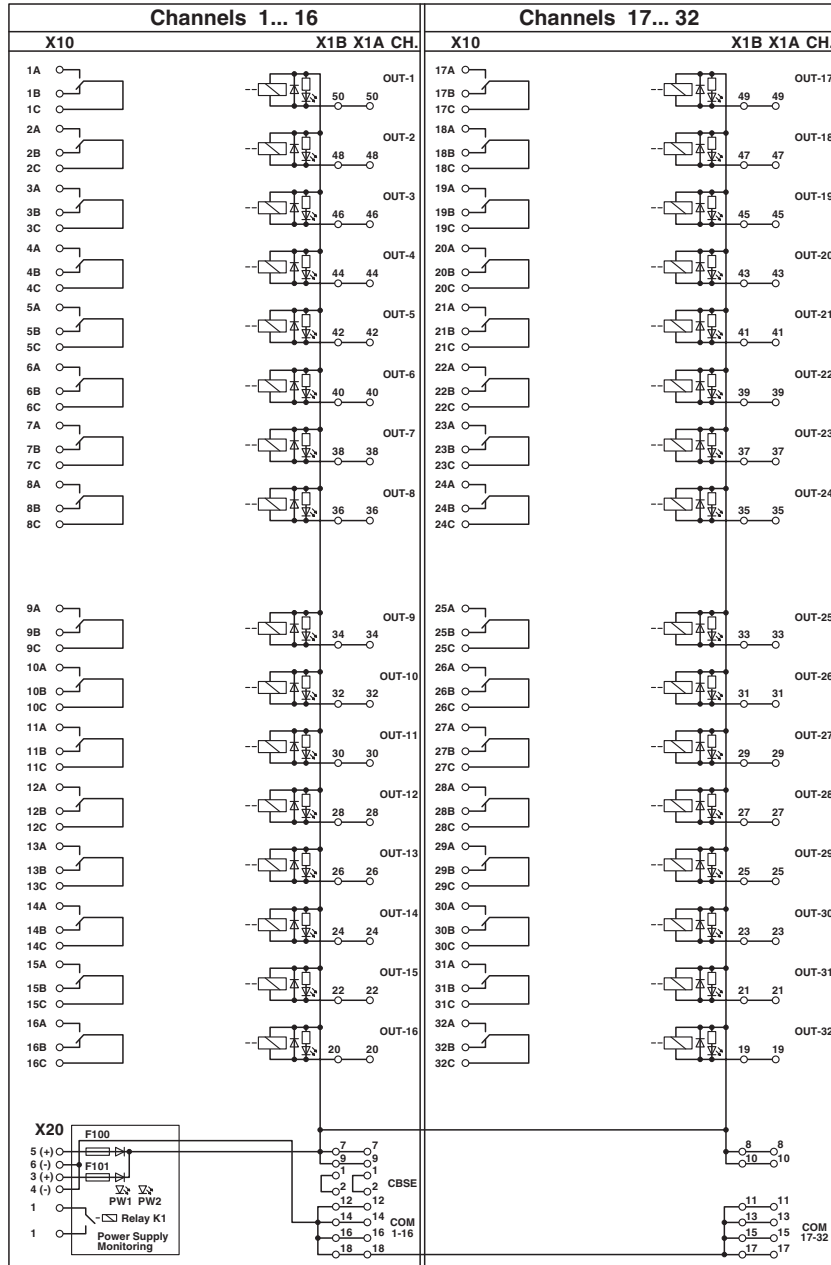 Channels 1... 16
Channels 17... 32
X10 X1B X1A CH.
X10 X1B X1A CH.
1A OUT-1
1B 50 50
1C
2A OUT-2
2B 48 48
2C
3A OUT-3
3B 46 46
3C
4A OUT-4
4B 44 44
4C
5A OUT-5
5B 42 42
5C
6A OUT-6
6B 40 40
6C
7A OUT-7
7B 38 38
7C
8A OUT-8
8B 36 36
8C
9A OUT-9
9B 34 34
9C
10A OUT-10
10B 32 32
10C
11A OUT-11
11B 30 30
11C
12A OUT-12
12B 28 28
12C
13A OUT-13
13B 26 26
13C
14A OUT-14
14B 24 24
14C
15A OUT-15
15B 22 22
15C
16A OUT-16
16B 20 20
16C
17A OUT-17
17B 49 49
17C
18A OUT-18
18B 47 47
18C
19A OUT-19
19B 45 45
19C
20A OUT-20
20B 43 43
20C
21A OUT-21
21B 41 41
21C
22A OUT-22
22B 39 39
22C
23A OUT-23
23B 37 37
23C
24A OUT-24
24B 35 35
24C
25A OUT-25
25B 33 33
25C
26A OUT-26
26B 31 31
26C
27A OUT-27
27B 29 29
27C
28A OUT-28
28B 27 27
28C
29A OUT-29
29B 25 25
29C
30A OUT-30
30B 23 23
30C
31A OUT-31
31B 21 21
31C
32A OUT-32
32B 19 19
32C
X20
F100
5 (+)
6 (-)
F101
3 (+)
4 (-)
PW1 PW2
1
Relay K1
1
Power Supply
Monitoring
7 7
9 9
1 1
CBSE
2 2
12 12
14 14
COM
1-16
16 16
18 18
8 8
10 10
11 11
13 13
COM
17-32
15 15
17 17